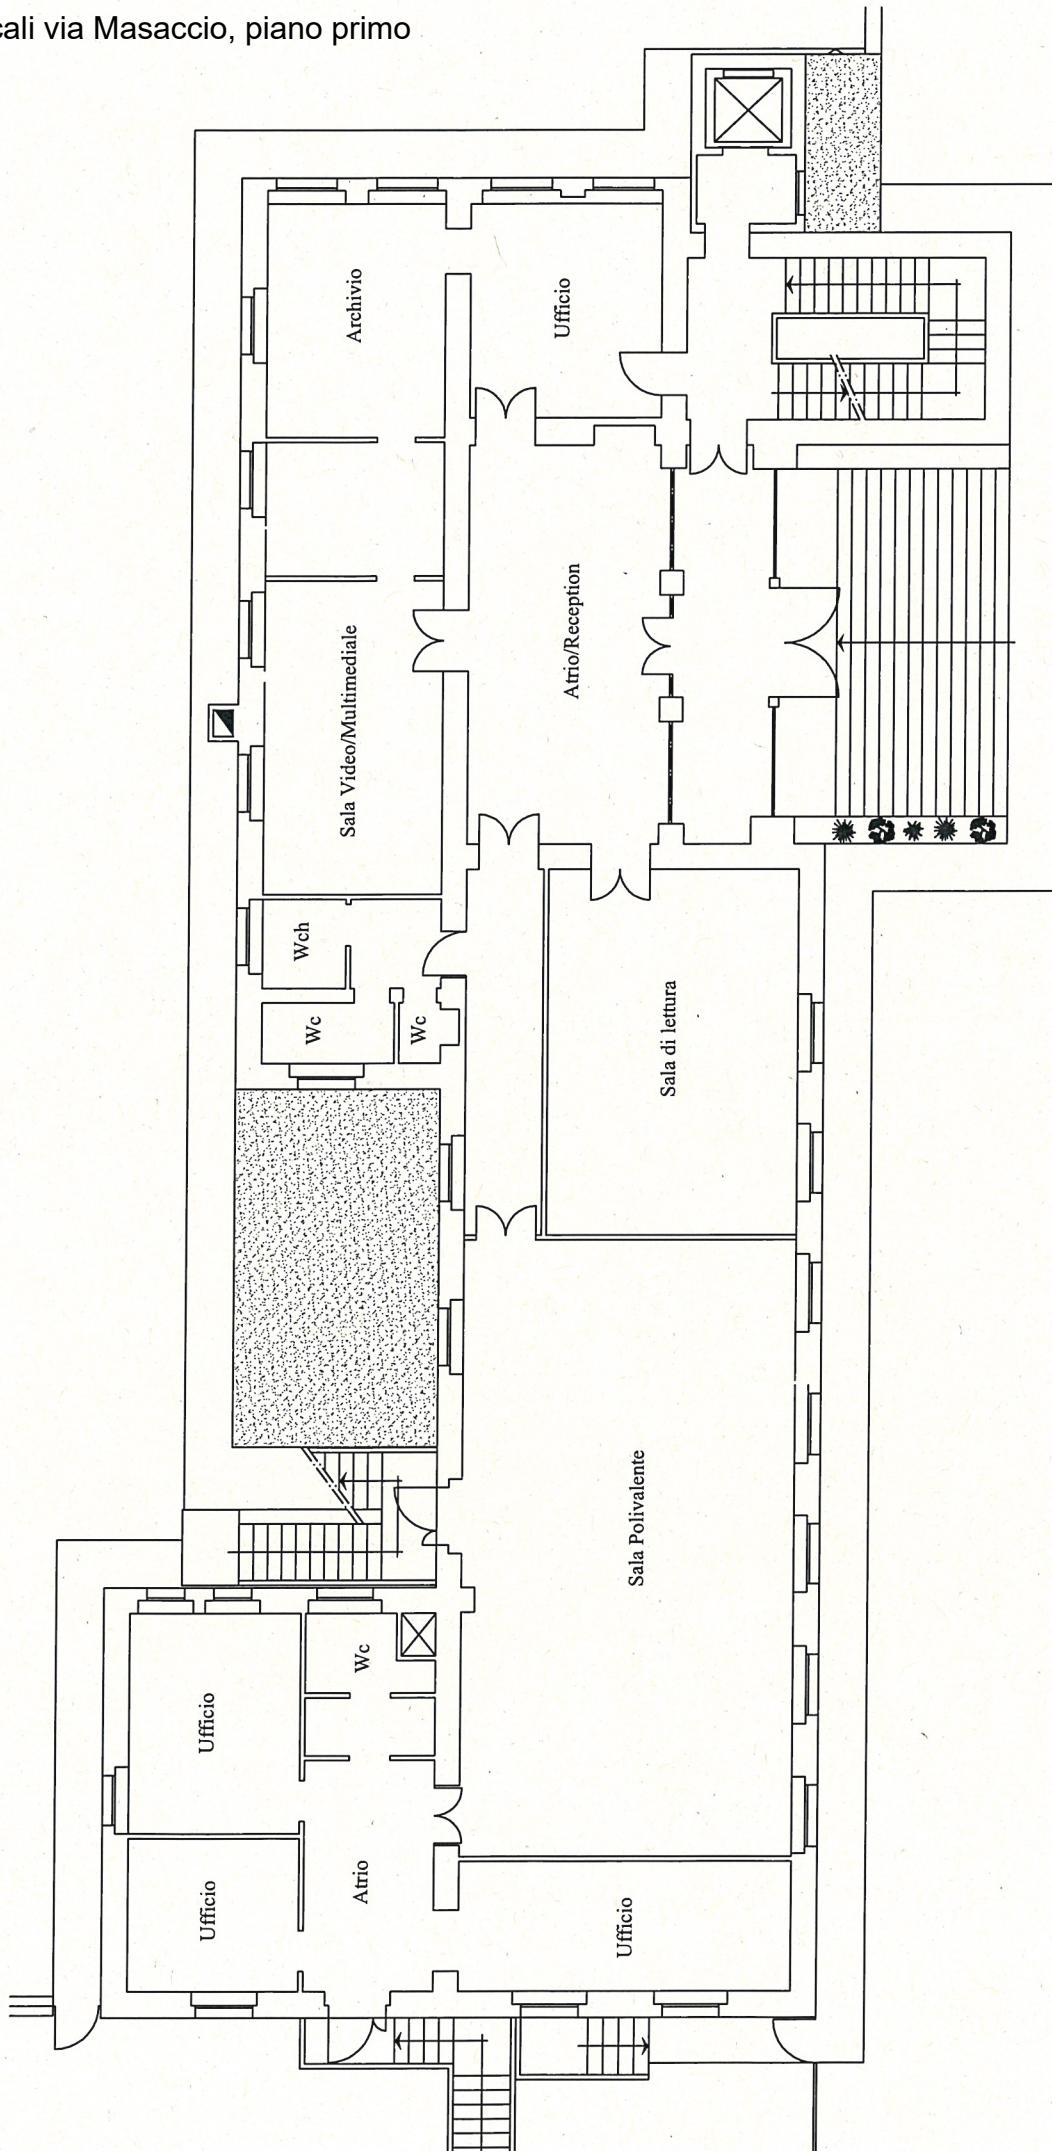 cali via Masaccio, piano primo
Archivio
Ufficio
Sala Video/Multimediale
Atrio/Reception
Wch
Wc
Wc
Sala di lettura
Sala Polivalente
Wc
Ufficio
Ufficio
Atrio
Ufficio